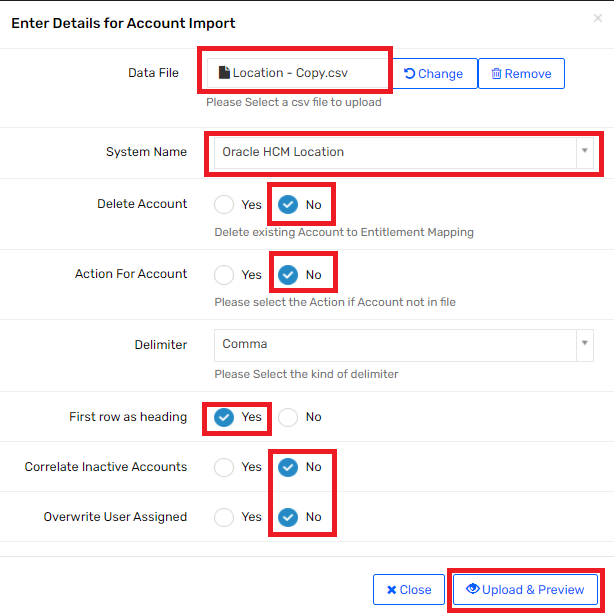 Enter Details for Account Import
×
Data File
Location - Copy.csv
Change
Remove
Please Select a csv file to upload
System Name
Oracle HCM Location
Delete Account
Yes
No
Delete existing Account to Entitlement Mapping
Action For Account
Yes
No
Please select the Action if Account not in file
Delimiter
Comma
Please Select the kind of delimiter
First row as heading
Yes
No
Correlate Inactive Accounts
Yes
No
Overwrite User Assigned
Yes
No
Close
Upload & Preview